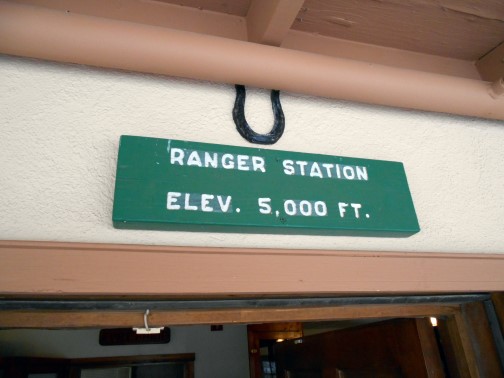 RANGER STATION
ELEV. 5,000 FT.